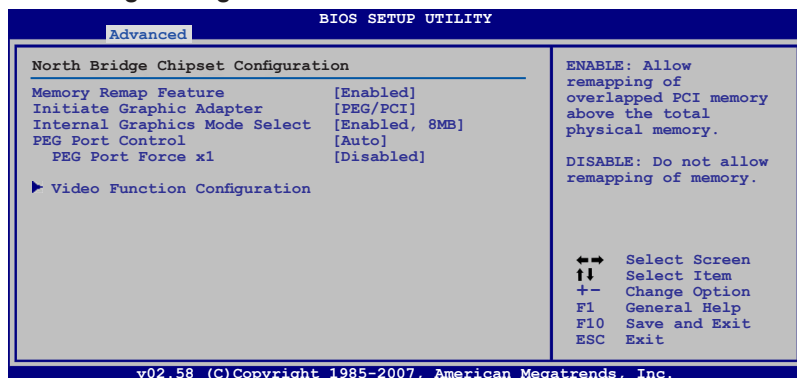 BIOS SETUP UTILITY
Advanced
North Bridge Chipset Configuration
Memory Remap Feature [Enabled]
Initiate Graphic Adapter [PEG/PCI]
Internal Graphics Mode Select [Enabled, 8MB]
PEG Port Control [Auto]
PEG Port Force x1 [Disabled]
Video Function Configuration
ENABLE: Allow
remapping of
overlapped PCI memory
above the total
physical memory.
DISABLE: Do not allow
remapping of memory.
←→ Select Screen
↑↓ Select Item
+- Change Option
F1 General Help
F10 Save and Exit
ESC Exit
v02.58 (C)Copyright 1985-2007, American Megatrends, Inc.